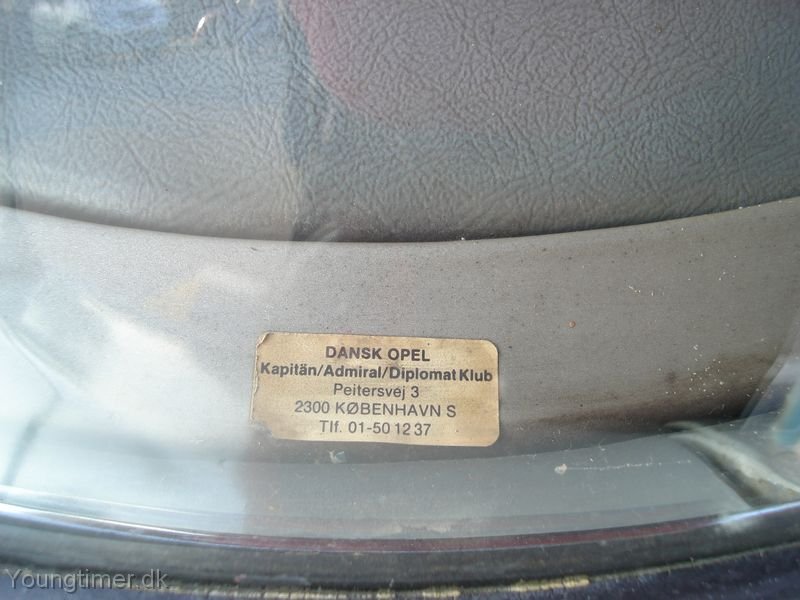 DANSK OPEL
Kapitän/Admiral/Diplomat Klub
Peitersvej 3
2300 KØBENHAVN S
Tlf. 01-50 12 37
Youngtimer.dk